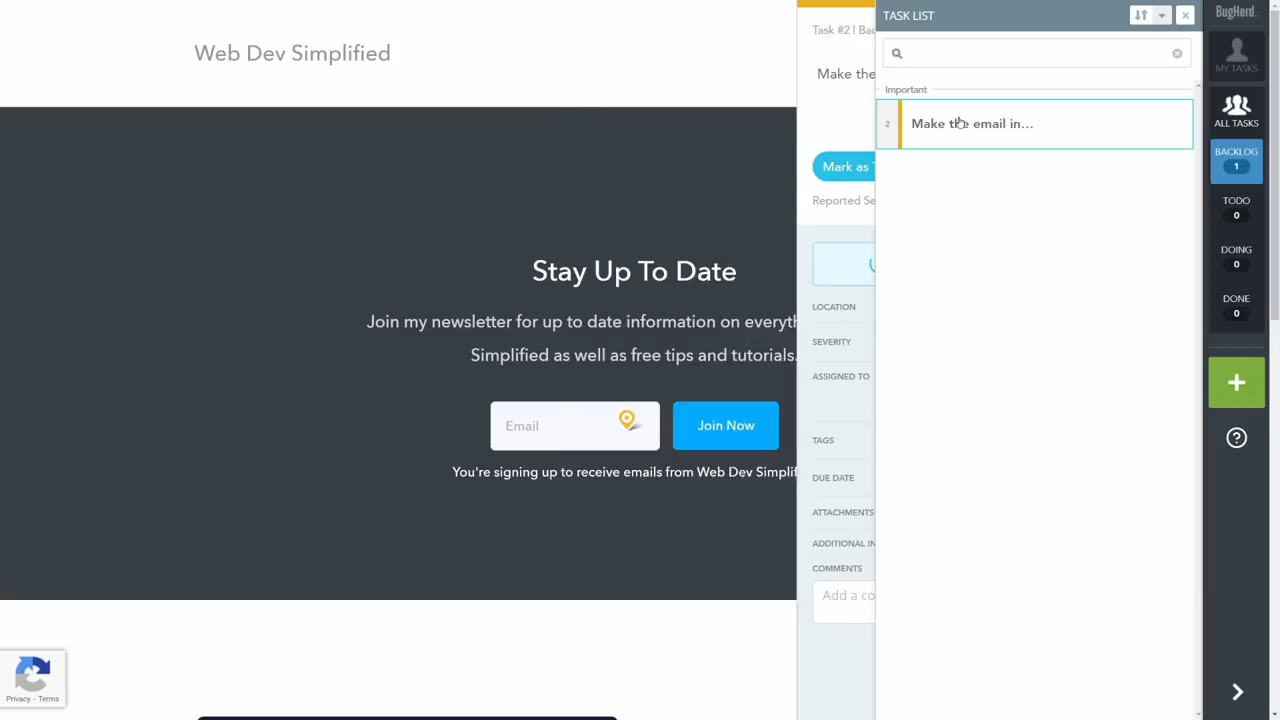 Web Dev Simplified
Stay Up To Date
Join my newsletter for up to date information on everyth
Simplified as well as free tips and tutorials.
Email
Join Now
You're signing up to receive emails from Web Dev Simplif
Privacy - Terms
Task #2 | Bac
Make the
Mark as T
Reported Se
LOCATION
SEVERITY
ASSIGNED TO
TAGS
DUE DATE
ATTACHMENTS
ADDITIONAL IN
COMMENTS
Add a co
TASK LIST
Important
2
Make the email in...
BugHerd.
MY TASKS
ALL TASKS
BACKLOG
1
TODO
0
DOING
0
DONE
0